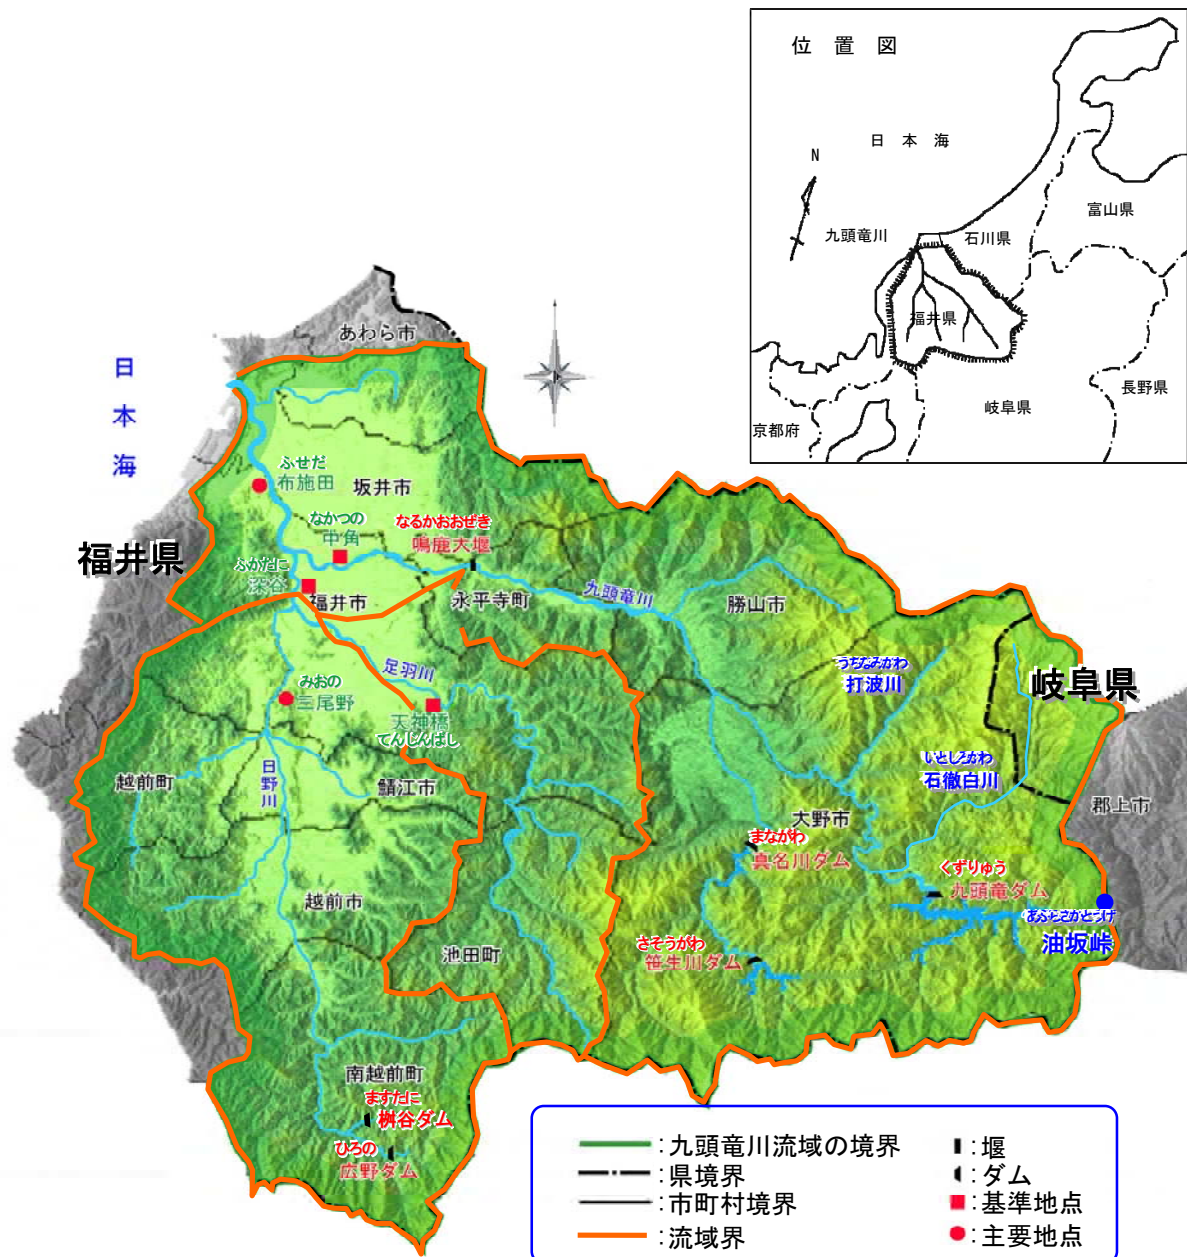 位置図
N
日本海
富山県
九頭竜川
石川県
福井県
長野県
岐阜県
京都府
あわら市
日本海
ふせだ
布施田
坂井市
なかつの
中角
なるかおおぜき
鳴鹿大堰
福井県
ふかだに
深谷
福井市
永平寺町
九頭竜川
勝山市
足羽川
うちなみがわ
打波川
岐阜県
みおの
三尾野
天神橋
てんじんばし
いとしろがわ
石徹白川
越前町
日野川
鯖江市
郡上市
大野市
まながわ
真名川ダム
くずりゅう
九頭竜ダム
越前市
あぶらさかとうげ
油坂峠
池田町
さそうがわ
笹生川ダム
南越前町
ますたに
桝谷ダム
ひろの
広野ダム
:九頭竜川流域の境界
:県境界
:市町村境界
:流域界
:堰
:ダム
:基準地点
:主要地点